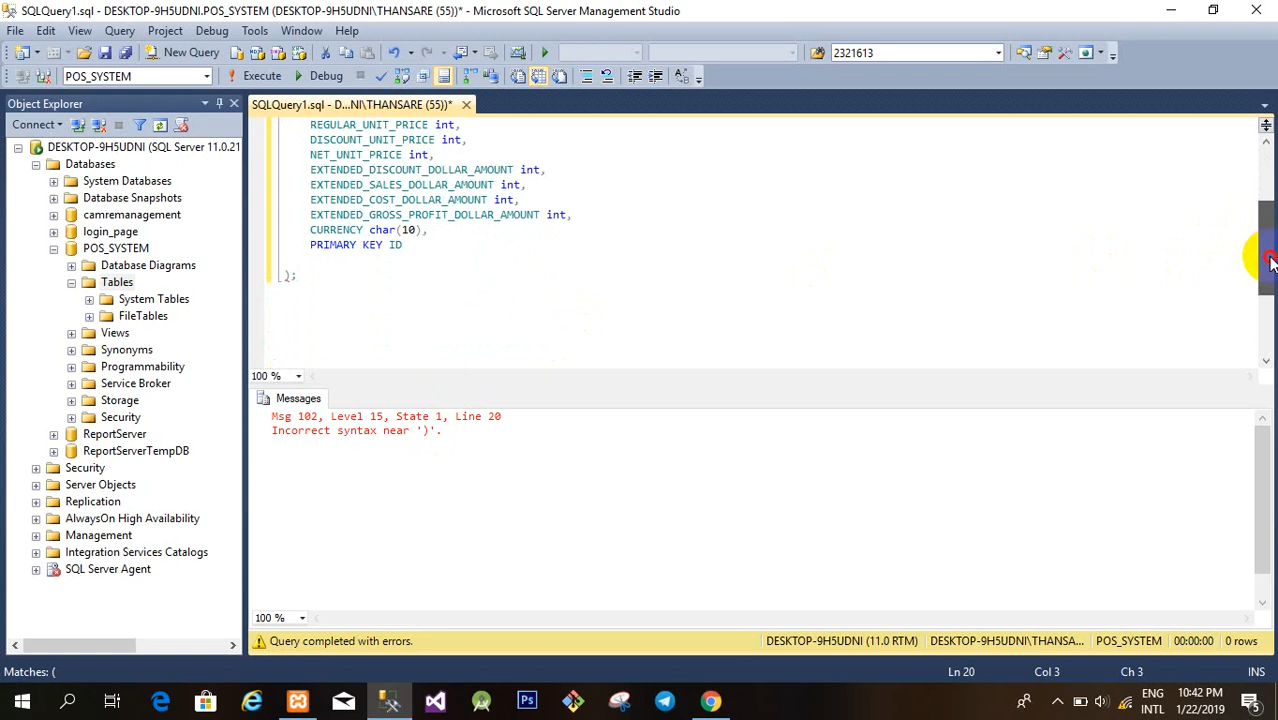 SQLQuery1.sql - DESKTOP-9H5UDNI.POS_SYSTEM (DESKTOP-9H5UDNI\THANSARE (55))* - Microsoft SQL Server Management Studio
File Edit View Query Project Debug Tools Window Help
New Query 2321613
POS_SYSTEM Execute Debug
Object Explorer
SQLQuery1.sql - D...NI\THANSARE (55))*
Connect
DESKTOP-9H5UDNI (SQL Server 11.0.21
Databases
System Databases
Database Snapshots
camremanagement
login_page
POS_SYSTEM
Database Diagrams
Tables
System Tables
FileTables
Views
Synonyms
Programmability
Service Broker
Storage
Security
ReportServer
ReportServerTempDB
Security
Server Objects
Replication
AlwaysOn High Availability
Management
Integration Services Catalogs
SQL Server Agent
REGULAR_UNIT_PRICE int,
DISCOUNT_UNIT_PRICE int,
NET_UNIT_PRICE int,
EXTENDED_DISCOUNT_DOLLAR_AMOUNT int,
EXTENDED_SALES_DOLLAR_AMOUNT int,
EXTENDED_COST_DOLLAR_AMOUNT int,
EXTENDED_GROSS_PROFIT_DOLLAR_AMOUNT int,
CURRENCY char(10),
PRIMARY KEY ID
);
100 %
Messages
Msg 102, Level 15, State 1, Line 20
Incorrect syntax near ')'.
100 %
Query completed with errors. DESKTOP-9H5UDNI (11.0 RTM) DESKTOP-9H5UDNI\THANSA... POS_SYSTEM 00:00:00 0 rows
Matches: ( Ln 20 Col 3 Ch 3 INS
ENG 10:42 PM
INTL 1/22/2019 5